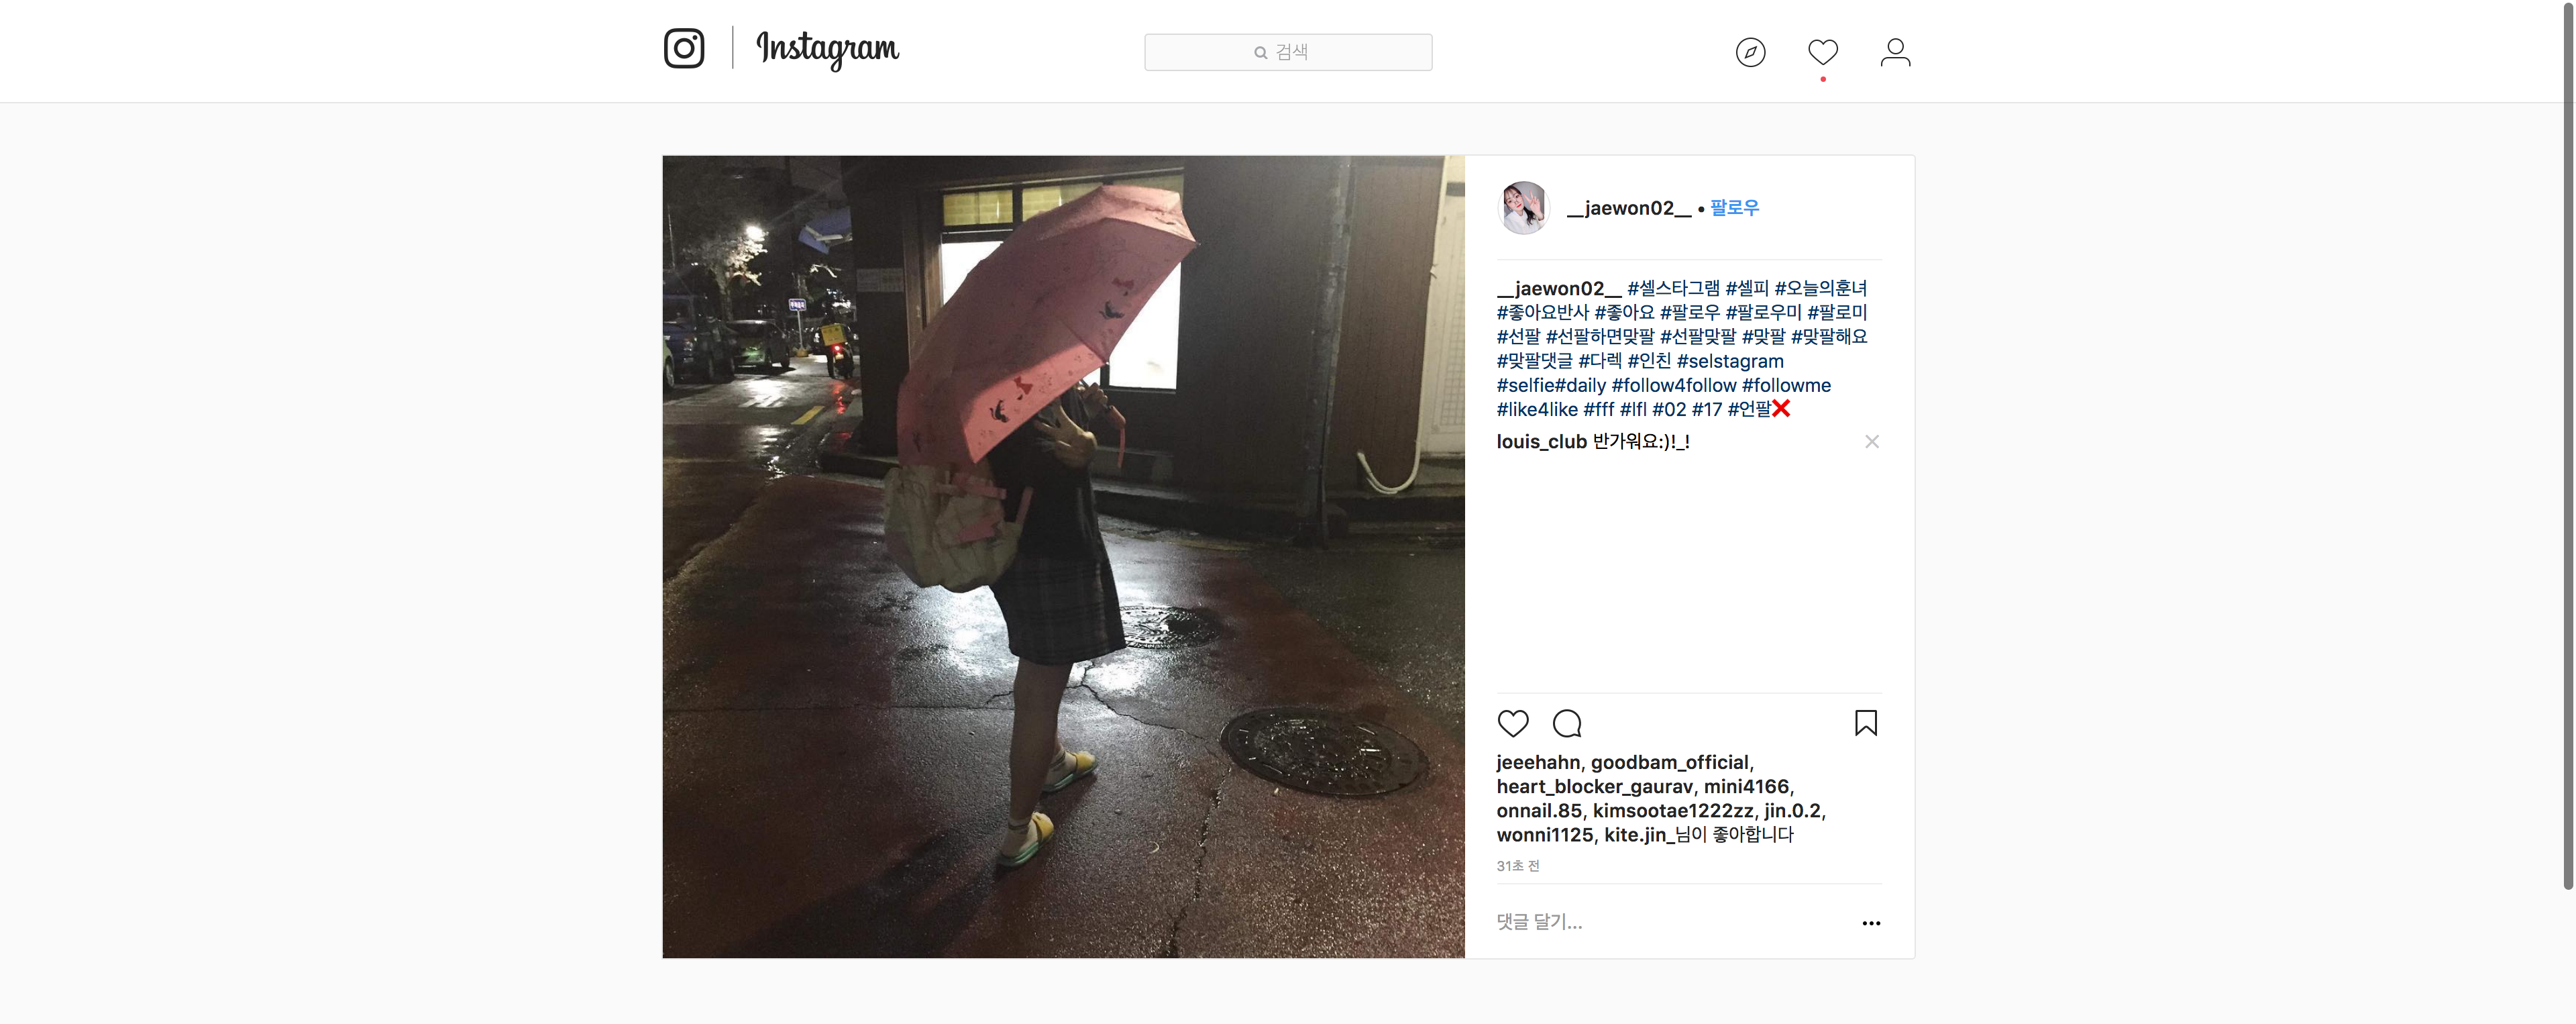 Instagram
검색
__jaewon02__ • 팔로우
__jaewon02__ #셀스타그램 #셀피 #오늘의훈녀
#좋아요반사 #좋아요 #팔로우 #팔로우미 #팔로미
#선팔 #선팔하면맞팔 #선팔맞팔 #맞팔 #맞팔해요
#맞팔댓글 #다렉 #인친 #selstagram
#selfie#daily #follow4follow #followme
#like4like #fff #lfl #02 #17 #언팔❌
louis_club 반가워요:)!_!
jeeehahn, goodbam_official,
heart_blocker_gaurav, mini4166,
onnail.85, kimsootae1222zz, jin.0.2,
wonni1125, kite.jin_님이 좋아합니다
31초 전
댓글 달기...